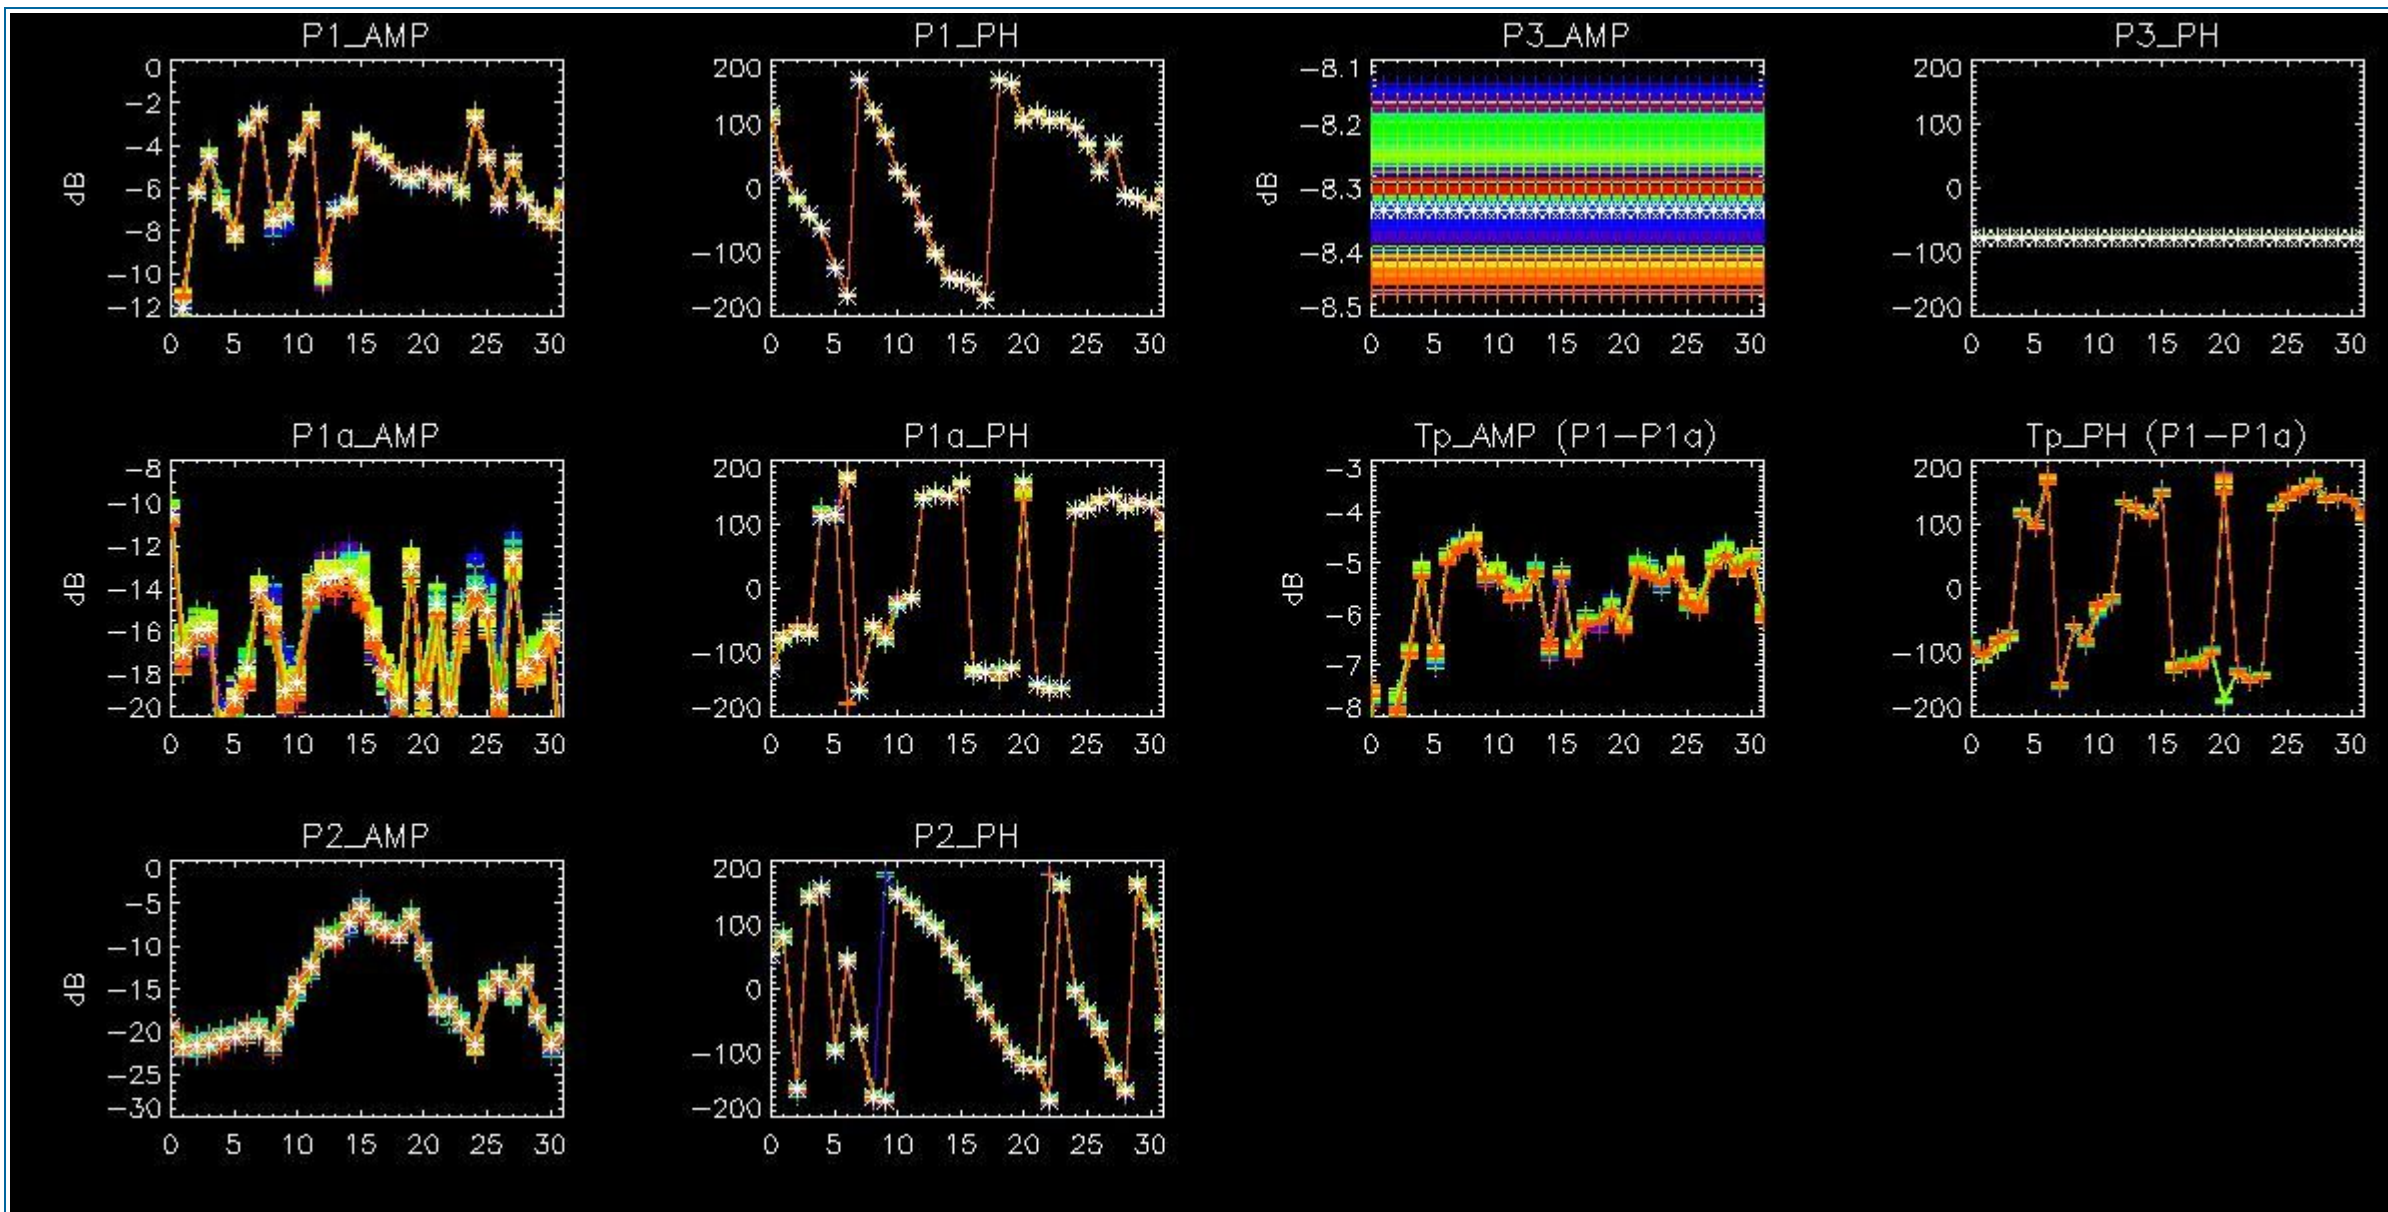 P1_AMP
0
−2
−4
−6
−8
−10
−12
dB
0 5 10 15 20 25 30
P1_PH
200
100
0
−100
−200
0 5 10 15 20 25 30
P3_AMP
−8.1
−8.2
−8.3
−8.4
−8.5
dB
0 5 10 15 20 25 30
P3_PH
200
100
0
−100
−200
0 5 10 15 20 25 30
P1a_AMP
−8
−10
−12
−14
−16
−18
−20
dB
0 5 10 15 20 25 30
P1a_PH
200
100
0
−100
−200
0 5 10 15 20 25 30
Tp_AMP (P1−P1a)
−3
−4
−5
−6
−7
−8
dB
0 5 10 15 20 25 30
Tp_PH (P1−P1a)
200
100
0
−100
−200
0 5 10 15 20 25 30
P2_AMP
0
−5
−10
−15
−20
−25
−30
dB
0 5 10 15 20 25 30
P2_PH
200
100
0
−100
−200
0 5 10 15 20 25 30